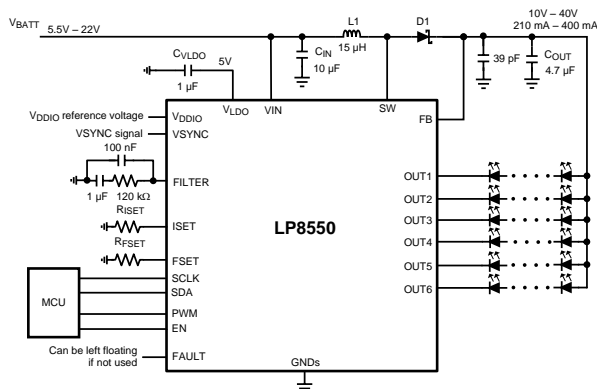 VBATT
5.5V – 22V
L1
15 µH
D1
10V – 40V
210 mA – 400 mA
CIN
10 µF
39 pF
COUT
4.7 µF
CVLDO
1 µF
5V
VLDO
VIN
SW
FB
VDDIO reference voltage
VDDIO
VSYNC signal
VSYNC
100 nF
1 µF
120 kΩ
FILTER
RISET
ISET
RFSET
FSET
MCU
SCLK
SDA
PWM
EN
Can be left floating
if not used
FAULT
LP8550
GNDs
OUT1
OUT2
OUT3
OUT4
OUT5
OUT6